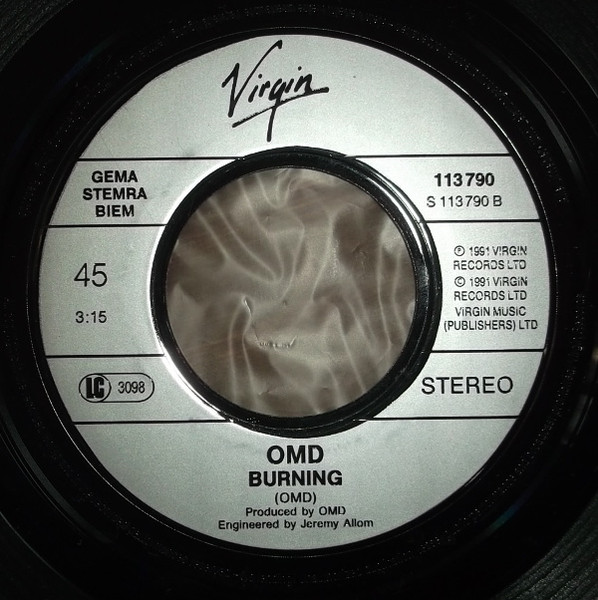 Virgin
GEMA
STEMRA
BIEM
113790
S 113790 B
45
3:15
℗ 1991 VIRGIN
RECORDS LTD
© 1991 VIRGIN
RECORDS LTD
VIRGIN MUSIC
(PUBLISHERS) LTD
LC 3098
STEREO
OMD
BURNING
(OMD)
Produced by OMD
Engineered by Jeremy Allom